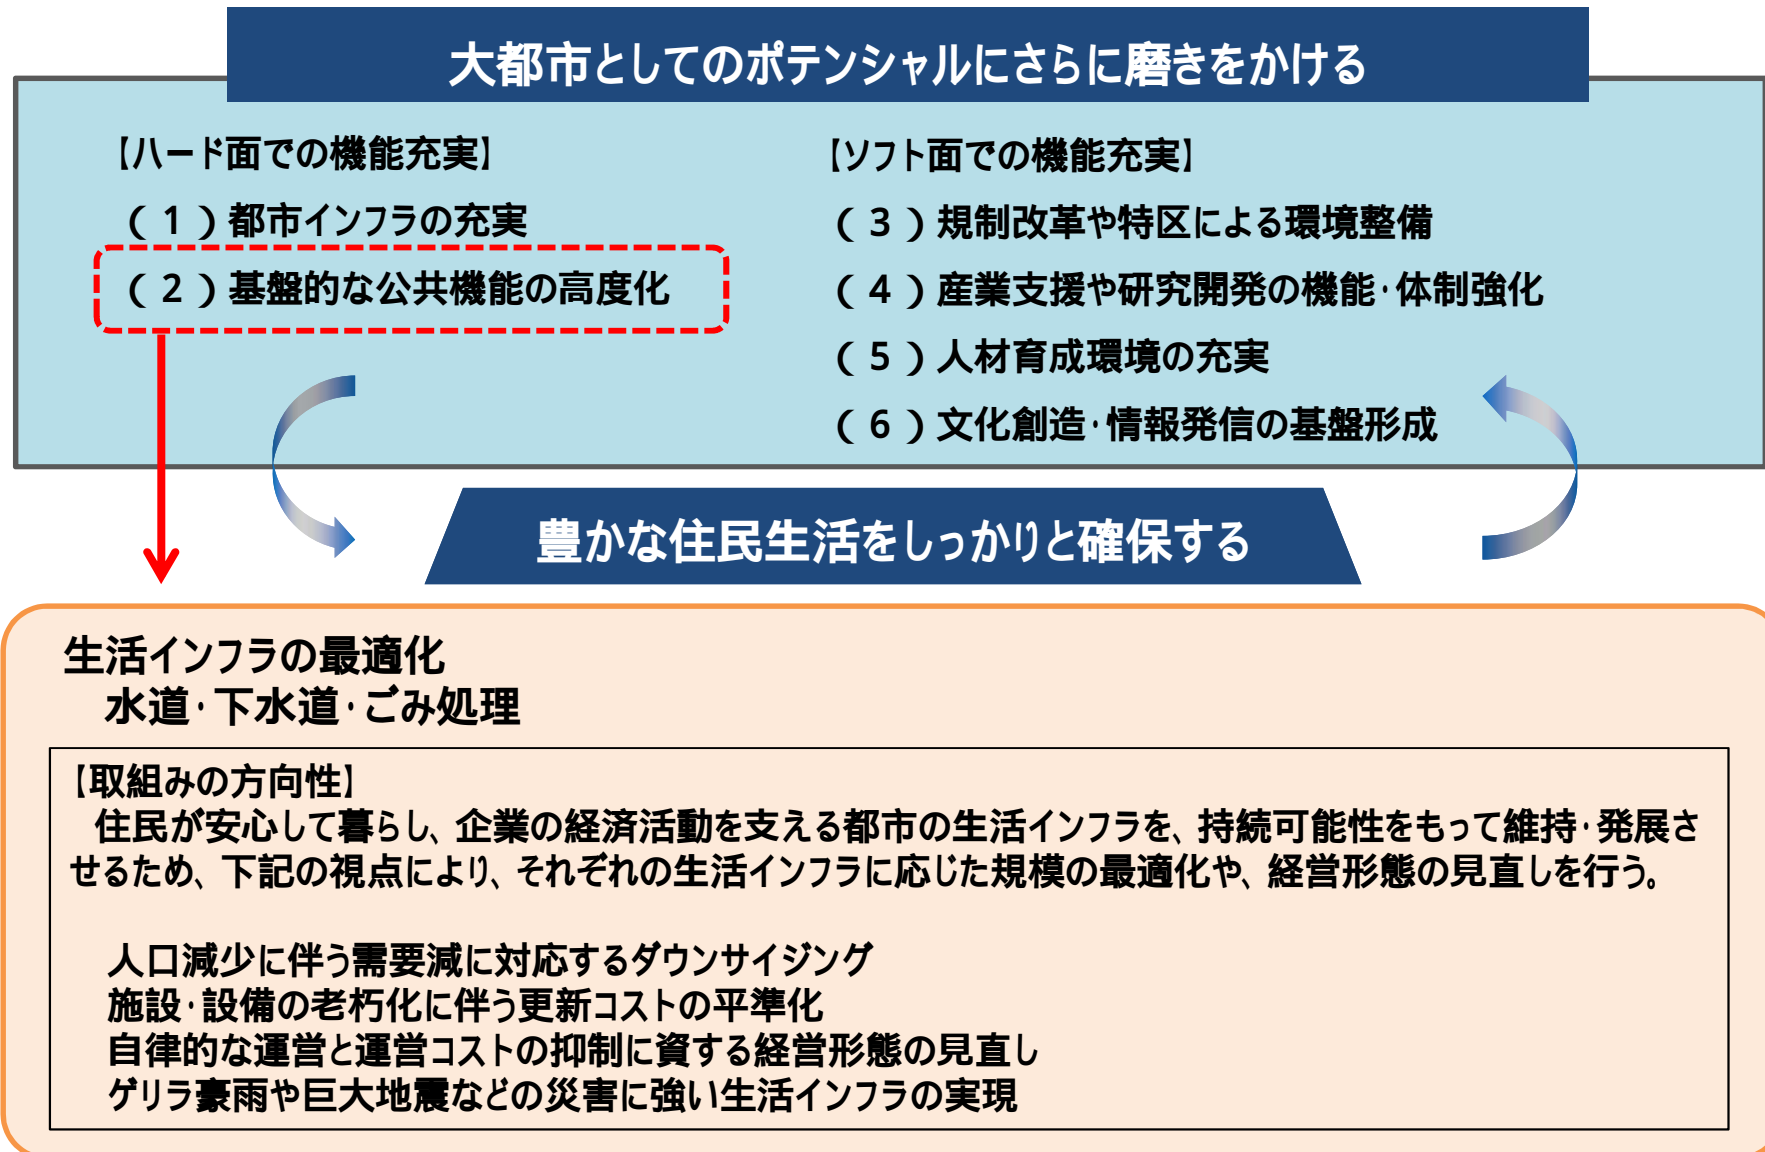 大都市としてのポテンシャルにさらに磨きをかける
【ハード面での機能充実】
（１）都市インフラの充実
（２）基盤的な公共機能の高度化
【ソフト面での機能充実】
（３）規制改革や特区による環境整備
（４）産業支援や研究開発の機能・体制強化
（５）人材育成環境の充実
（６）文化創造・情報発信の基盤形成
豊かな住民生活をしっかりと確保する
生活インフラの最適化
水道・下水道・ごみ処理
【取組みの方向性】
住民が安心して暮らし、企業の経済活動を支える都市の生活インフラを、持続可能性をもって維持・発展さ
せるため、下記の視点により、それぞれの生活インフラに応じた規模の最適化や、経営形態の見直しを行う。
人口減少に伴う需要減に対応するダウンサイジング
施設・設備の老朽化に伴う更新コストの平準化
自律的な運営と運営コストの抑制に資する経営形態の見直し
ゲリラ豪雨や巨大地震などの災害に強い生活インフラの実現